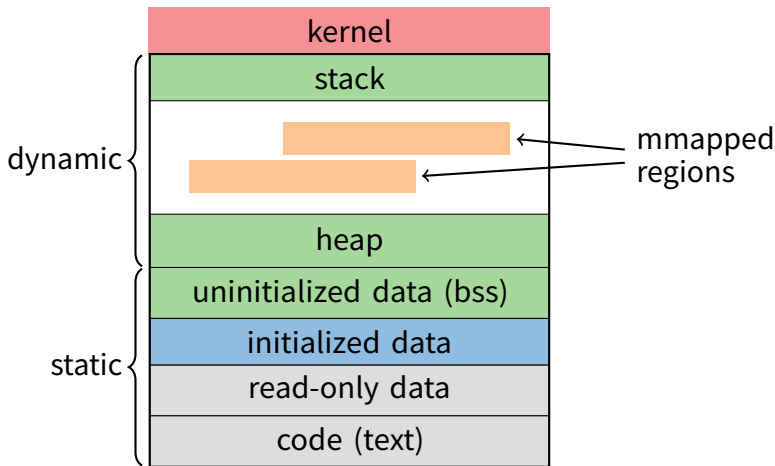 kernel
stack
dynamic
mmapped
regions
heap
uninitialized data (bss)
initialized data
static
read-only data
code (text)